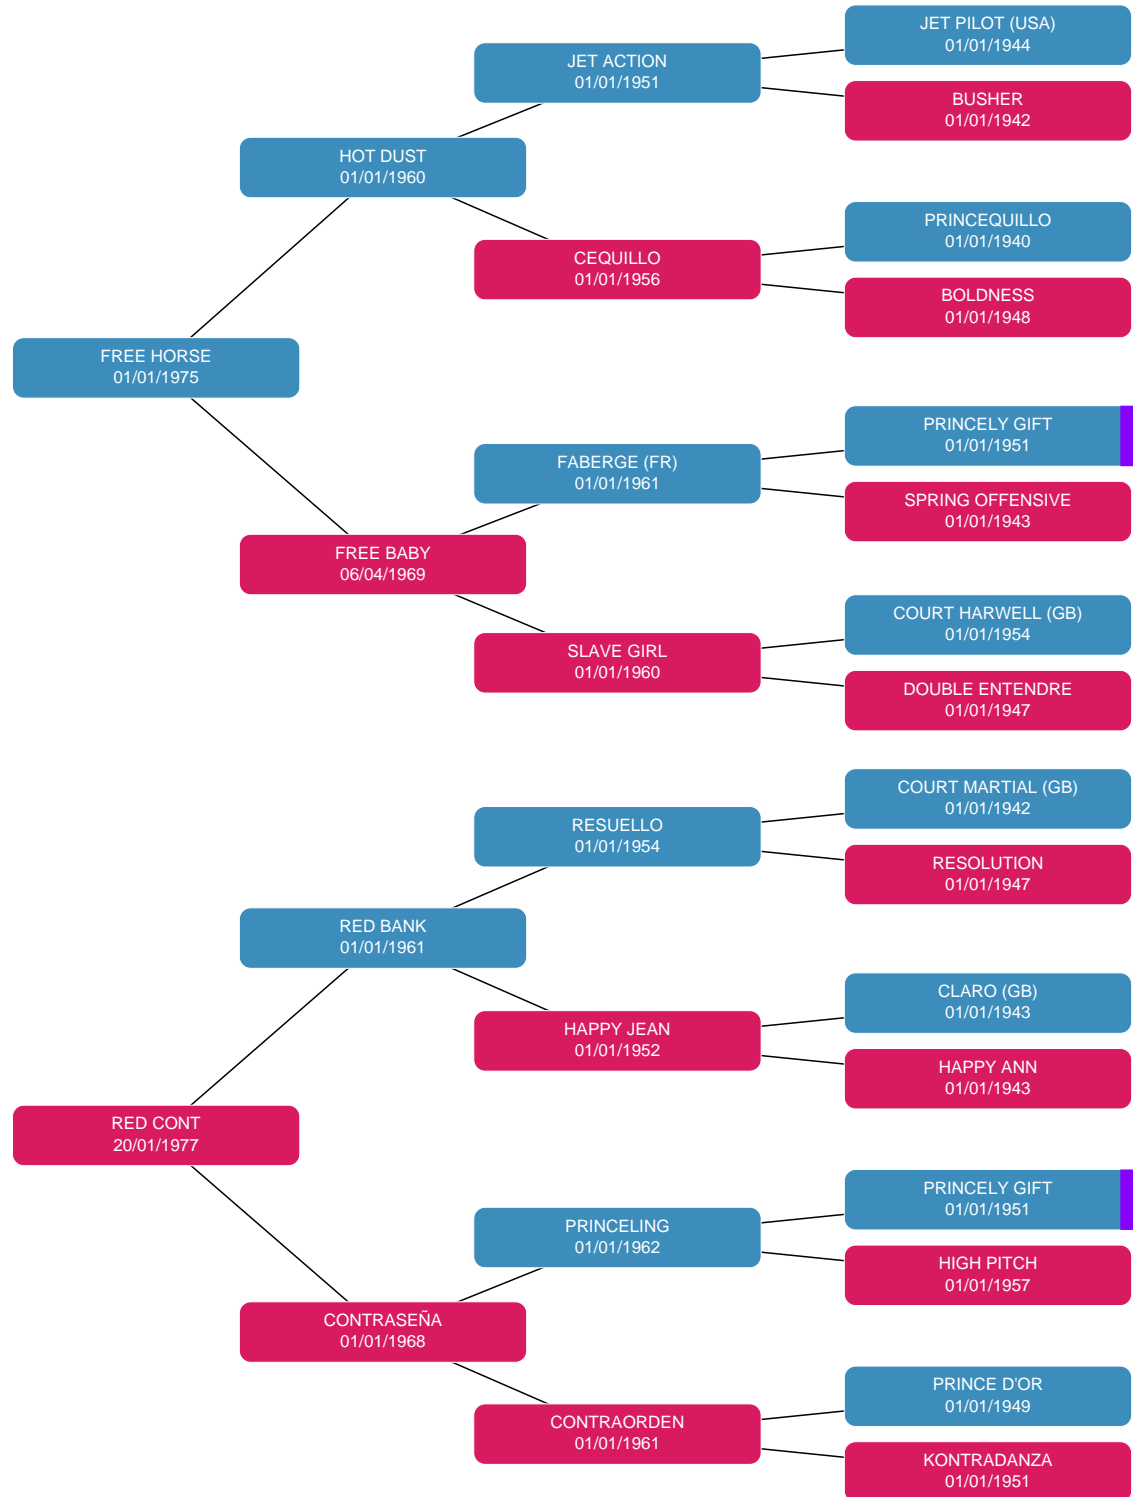 JET PILOT (USA)
01/01/1944
JET ACTION
01/01/1951
BUSHER
01/01/1942
HOT DUST
01/01/1960
PRINCEQUILLO
01/01/1940
CEQUILLO
01/01/1956
BOLDNESS
01/01/1948
FREE HORSE
01/01/1975
PRINCELY GIFT
01/01/1951
FABERGE (FR)
01/01/1961
SPRING OFFENSIVE
01/01/1943
FREE BABY
06/04/1969
COURT HARWELL (GB)
01/01/1954
SLAVE GIRL
01/01/1960
DOUBLE ENTENDRE
01/01/1947
COURT MARTIAL (GB)
01/01/1942
RESUELLO
01/01/1954
RESOLUTION
01/01/1947
RED BANK
01/01/1961
CLARO (GB)
01/01/1943
HAPPY JEAN
01/01/1952
HAPPY ANN
01/01/1943
RED CONT
20/01/1977
PRINCELY GIFT
01/01/1951
PRINCELING
01/01/1962
HIGH PITCH
01/01/1957
CONTRASEÑA
01/01/1968
PRINCE D'OR
01/01/1949
CONTRAORDEN
01/01/1961
KONTRADANZA
01/01/1951